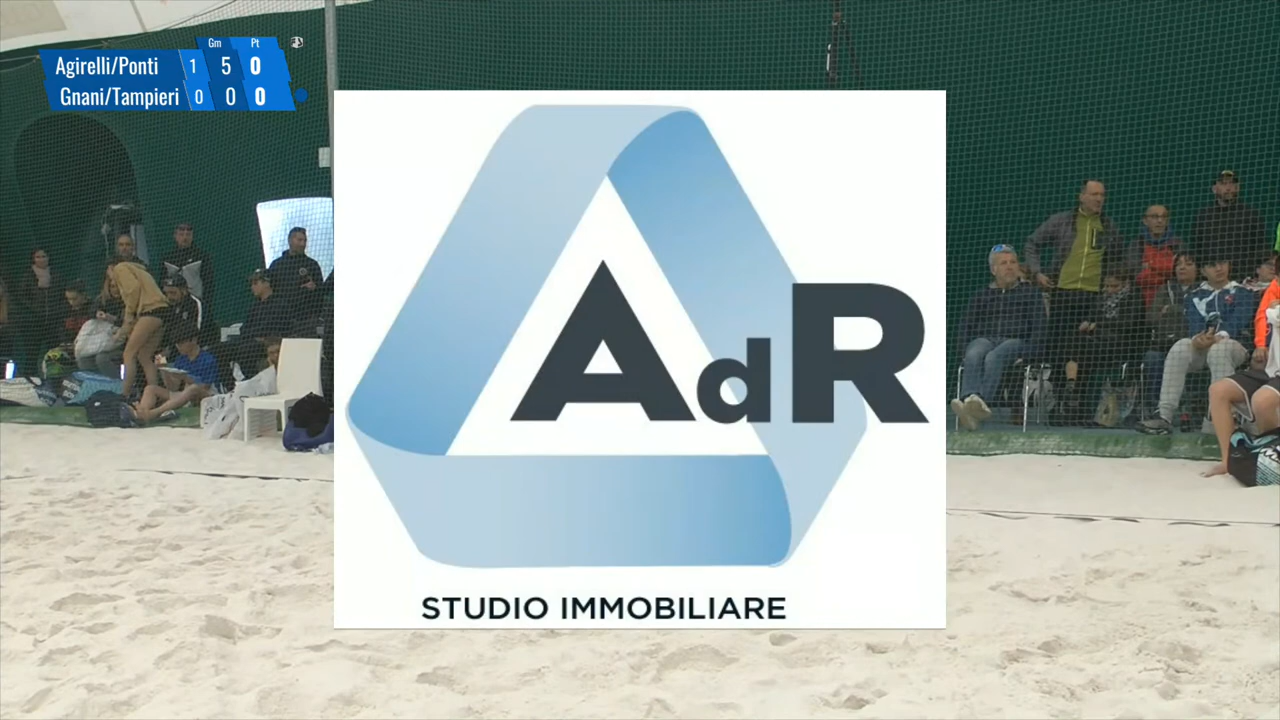 Gm Pt
Agirelli/Ponti 1 5 0
Gnani/Tampieri 0 0 0
AdR
STUDIO IMMOBILIARE